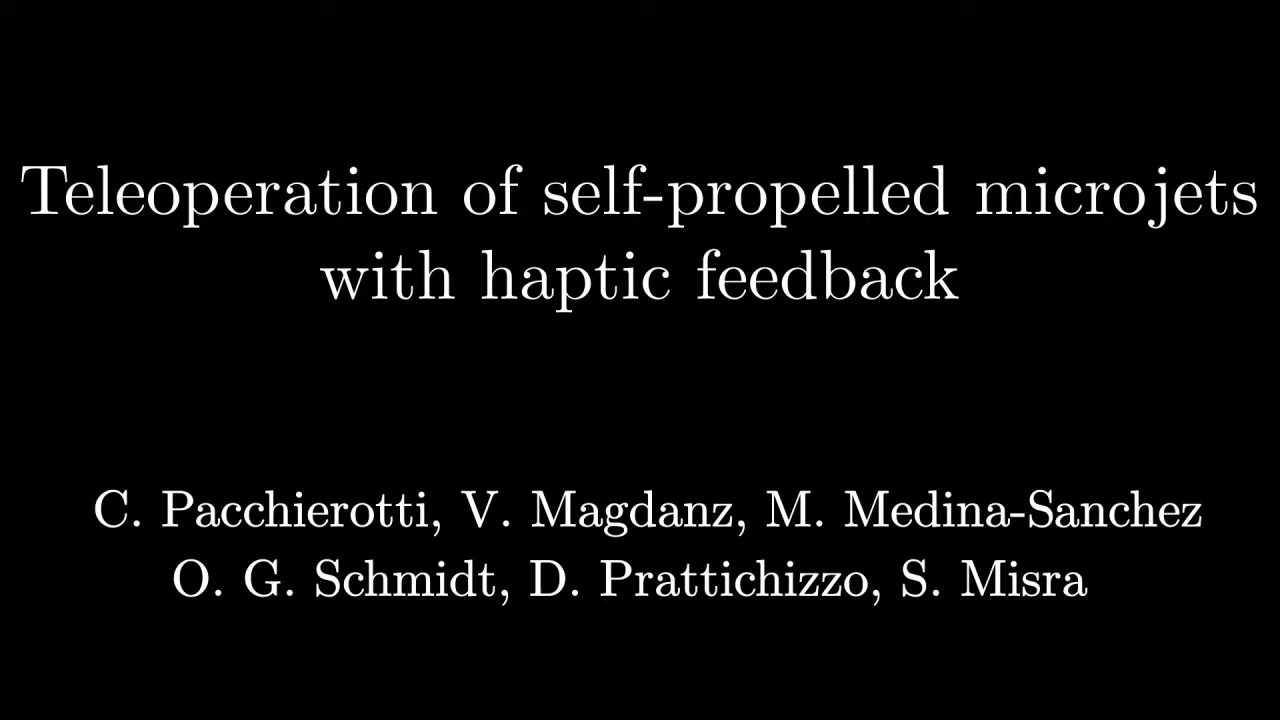 Teleoperation of self-propelled microjets
with haptic feedback
C. Pacchierotti, V. Magdanz, M. Medina-Sanchez
O. G. Schmidt, D. Prattichizzo, S. Misra